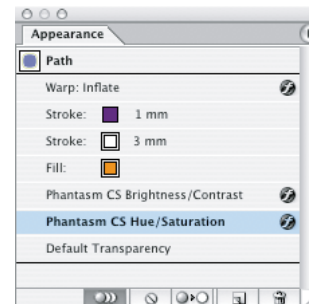 Appearance
Path
Warp: Inflate
Stroke: 1 mm
Stroke: 3 mm
Fill:
Phantasm CS Brightness/Contrast
Phantasm CS Hue/Saturation
Default Transparency